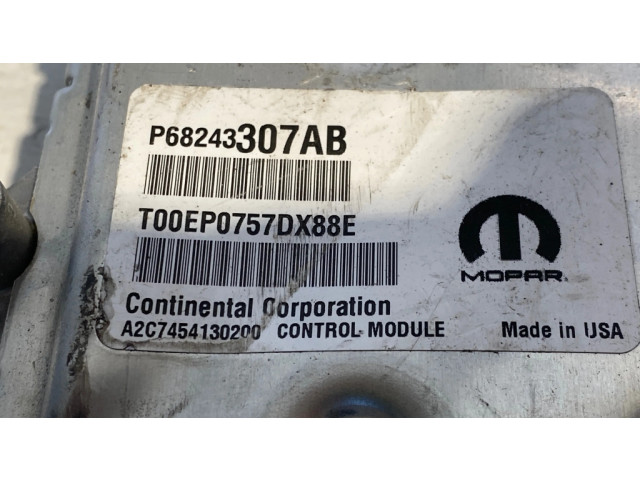 P68243307AB
T00EP0757DX88E
MOPAR
Continental Corporation
A2C7454130200 CONTROL MODULE Made in USA